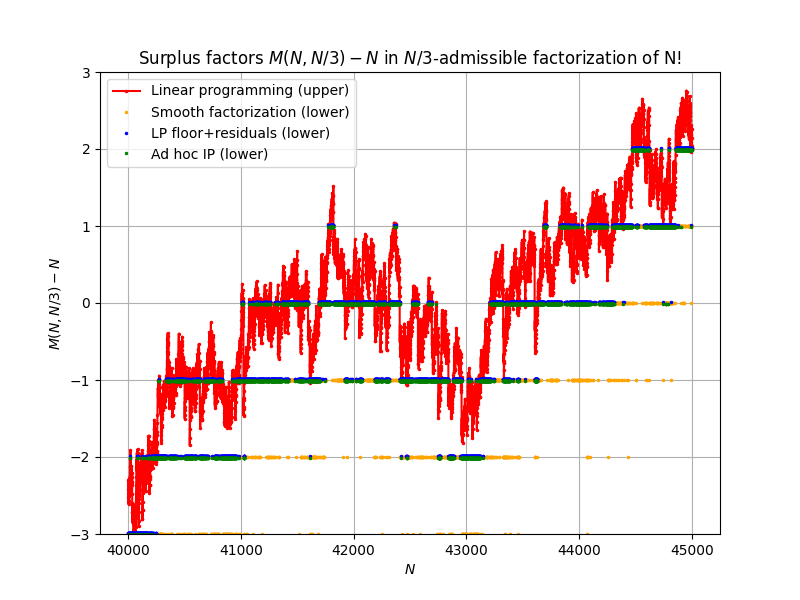 Surplus factors M(N, N/3) − N in N/3-admissible factorization of N!
Linear programming (upper)
Smooth factorization (lower)
LP floor+residuals (lower)
Ad hoc IP (lower)
M(N, N/3) − N
3
2
1
0
−1
−2
−3
40000
41000
42000
43000
44000
45000
N